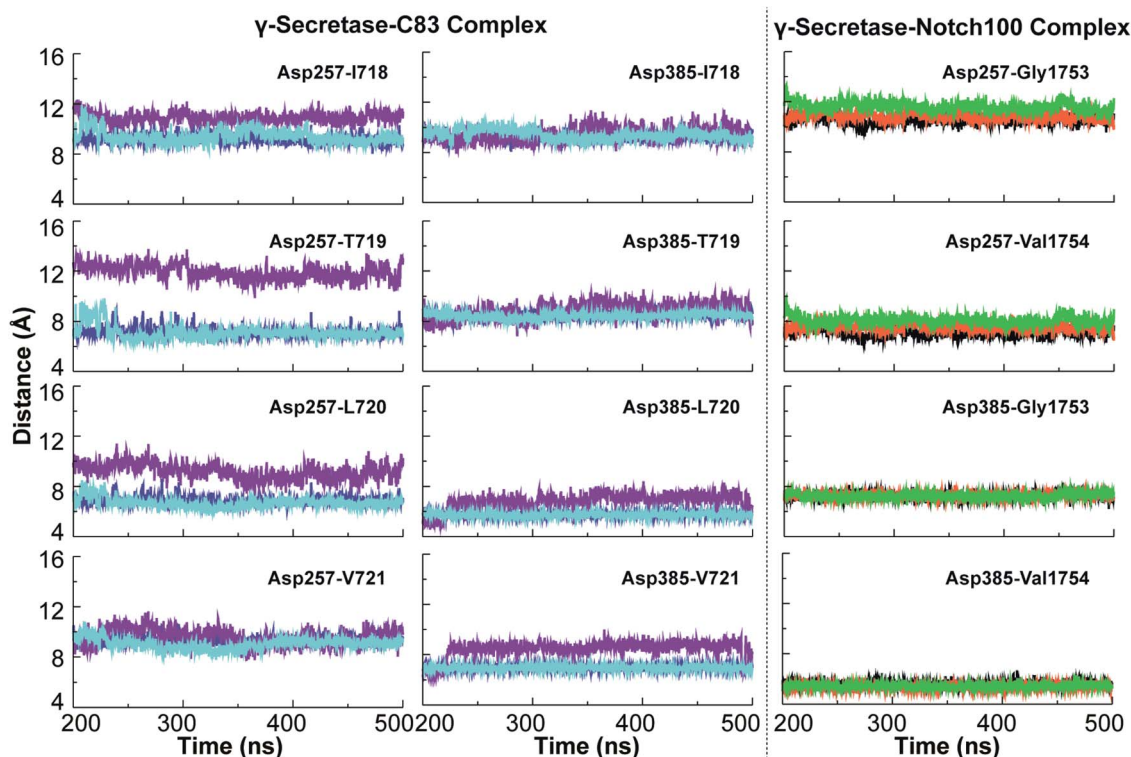 γ-Secretase-C83 Complex
γ-Secretase-Notch100 Complex
16
12
8
4
Asp257-I718
Asp385-I718
Asp257-Gly1753
16
12
8
4
Asp257-T719
Asp385-T719
Asp257-Val1754
16
12
8
4
Asp257-L720
Asp385-L720
Asp385-Gly1753
16
12
8
4
Asp257-V721
Asp385-V721
Asp385-Val1754
Distance (Å)
200 300 400 500
200 300 400 500
200 300 400 500
Time (ns)
Time (ns)
Time (ns)